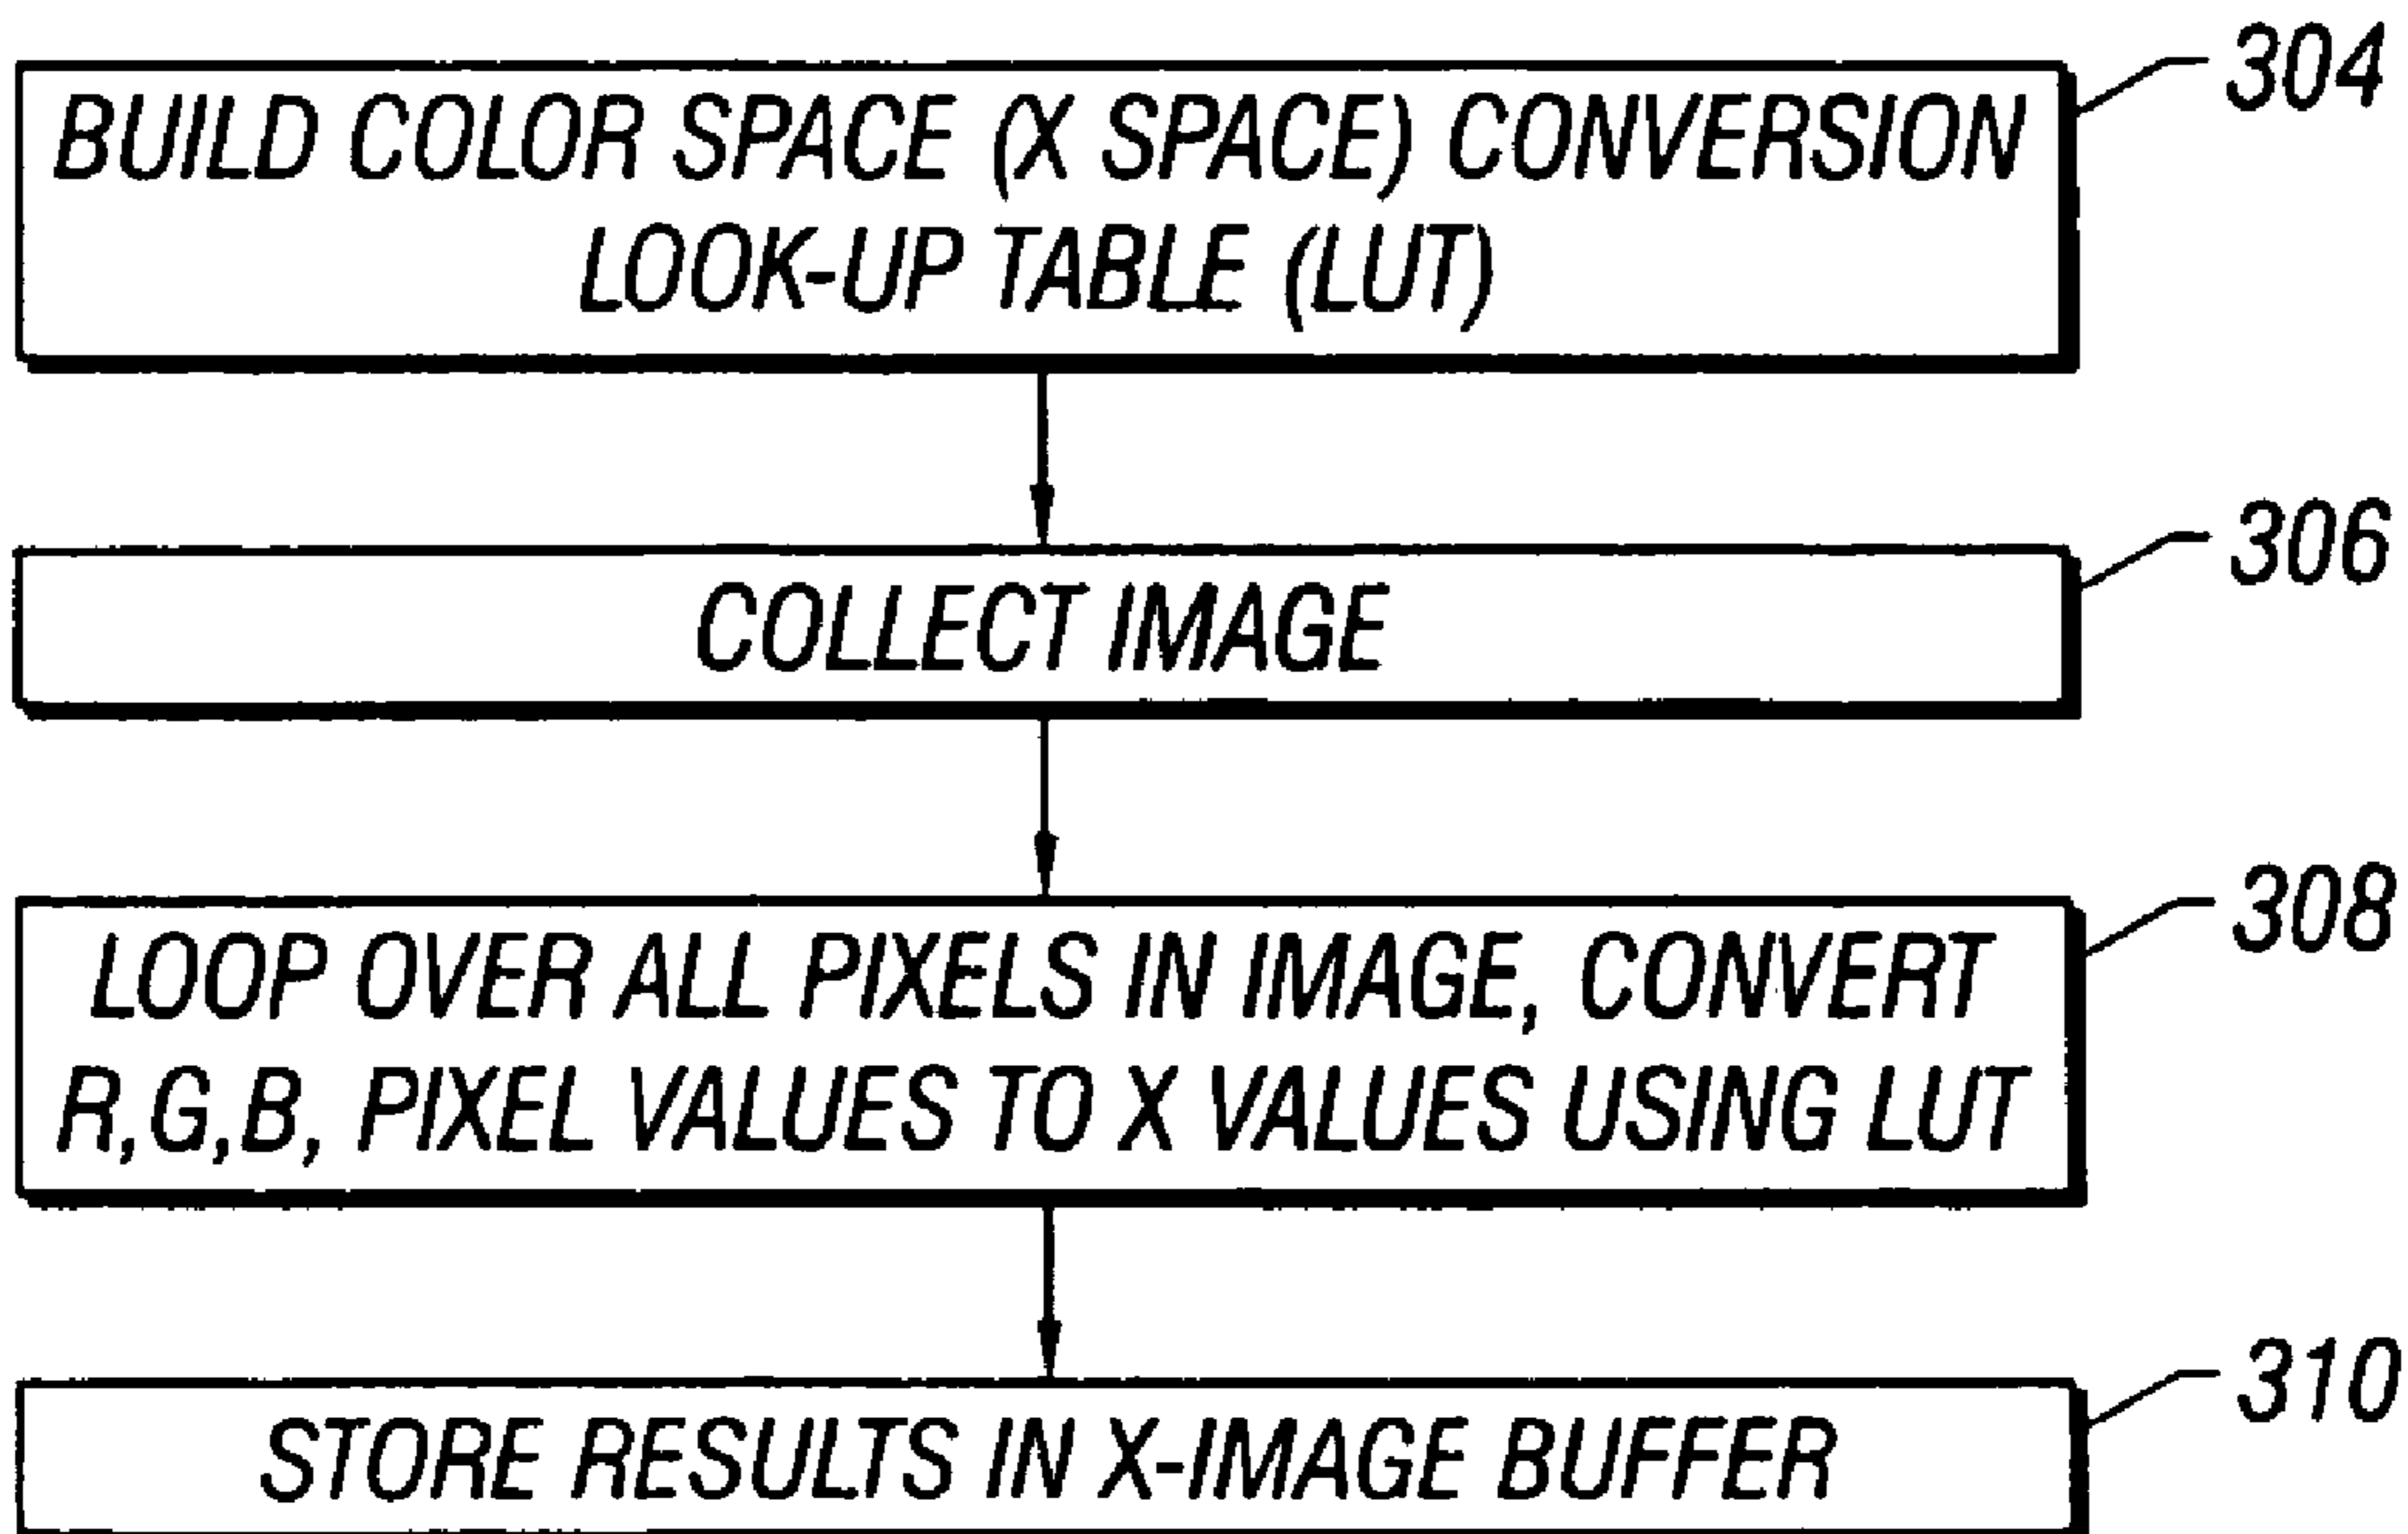 304
BUILD COLOR SPACE (X SPACE) CONVERSION
LOOK-UP TABLE (LUT)
306
COLLECT IMAGE
308
LOOP OVER ALL PIXELS IN IMAGE, CONVERT
R,G,B, PIXEL VALUES TO X VALUES USING LUT
310
STORE RESULTS IN X-IMAGE BUFFER